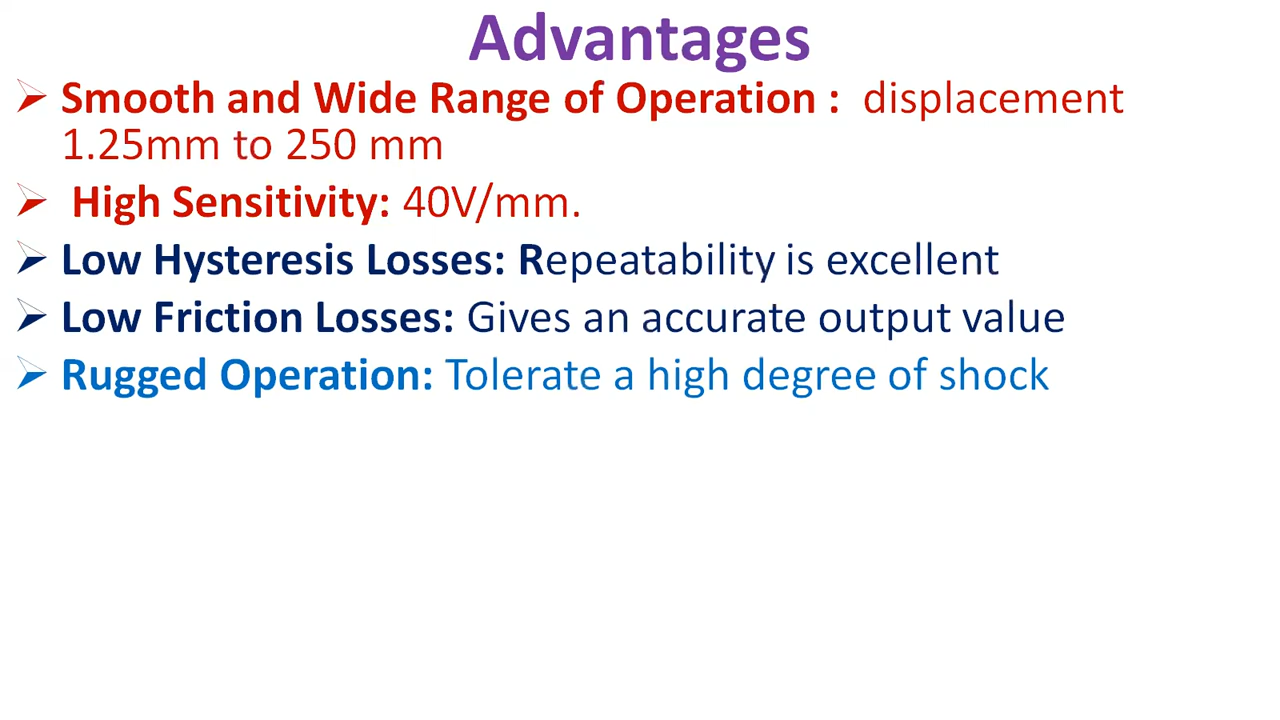 Advantages
Smooth and Wide Range of Operation : displacement
1.25mm to 250 mm
High Sensitivity: 40V/mm.
Low Hysteresis Losses: Repeatability is excellent
Low Friction Losses: Gives an accurate output value
Rugged Operation: Tolerate a high degree of shock